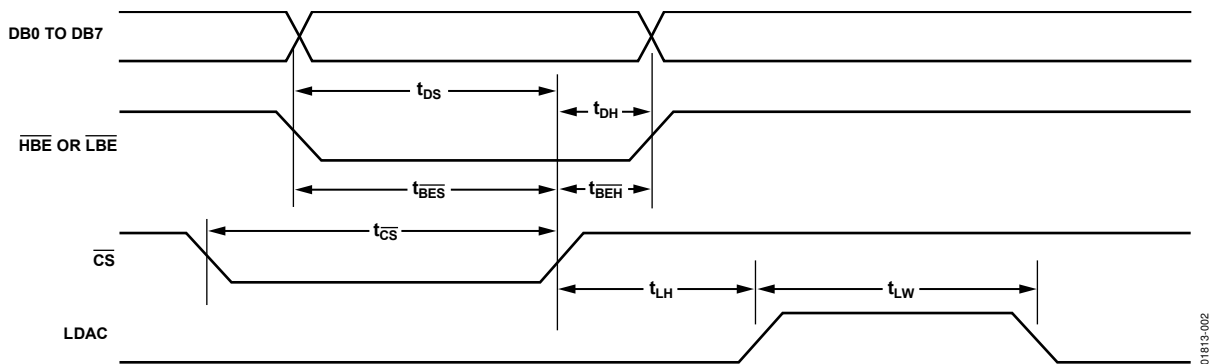 DB0 TO DB7
tDS
tDH
HBE OR LBE
tBES
tBEH
tCS
CS
tLH
tLW
LDAC
01813-002